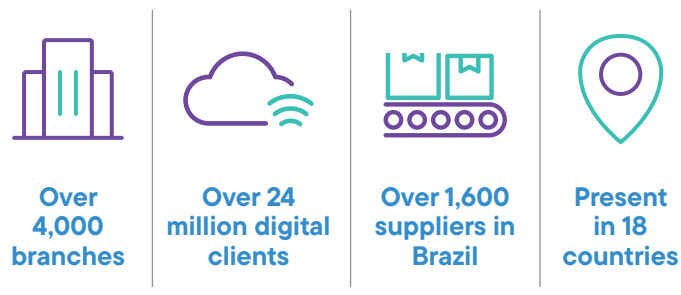 Over
4,000
branches
Over 24
million digital
clients
Over 1,600
suppliers in
Brazil
Present
in 18
countries